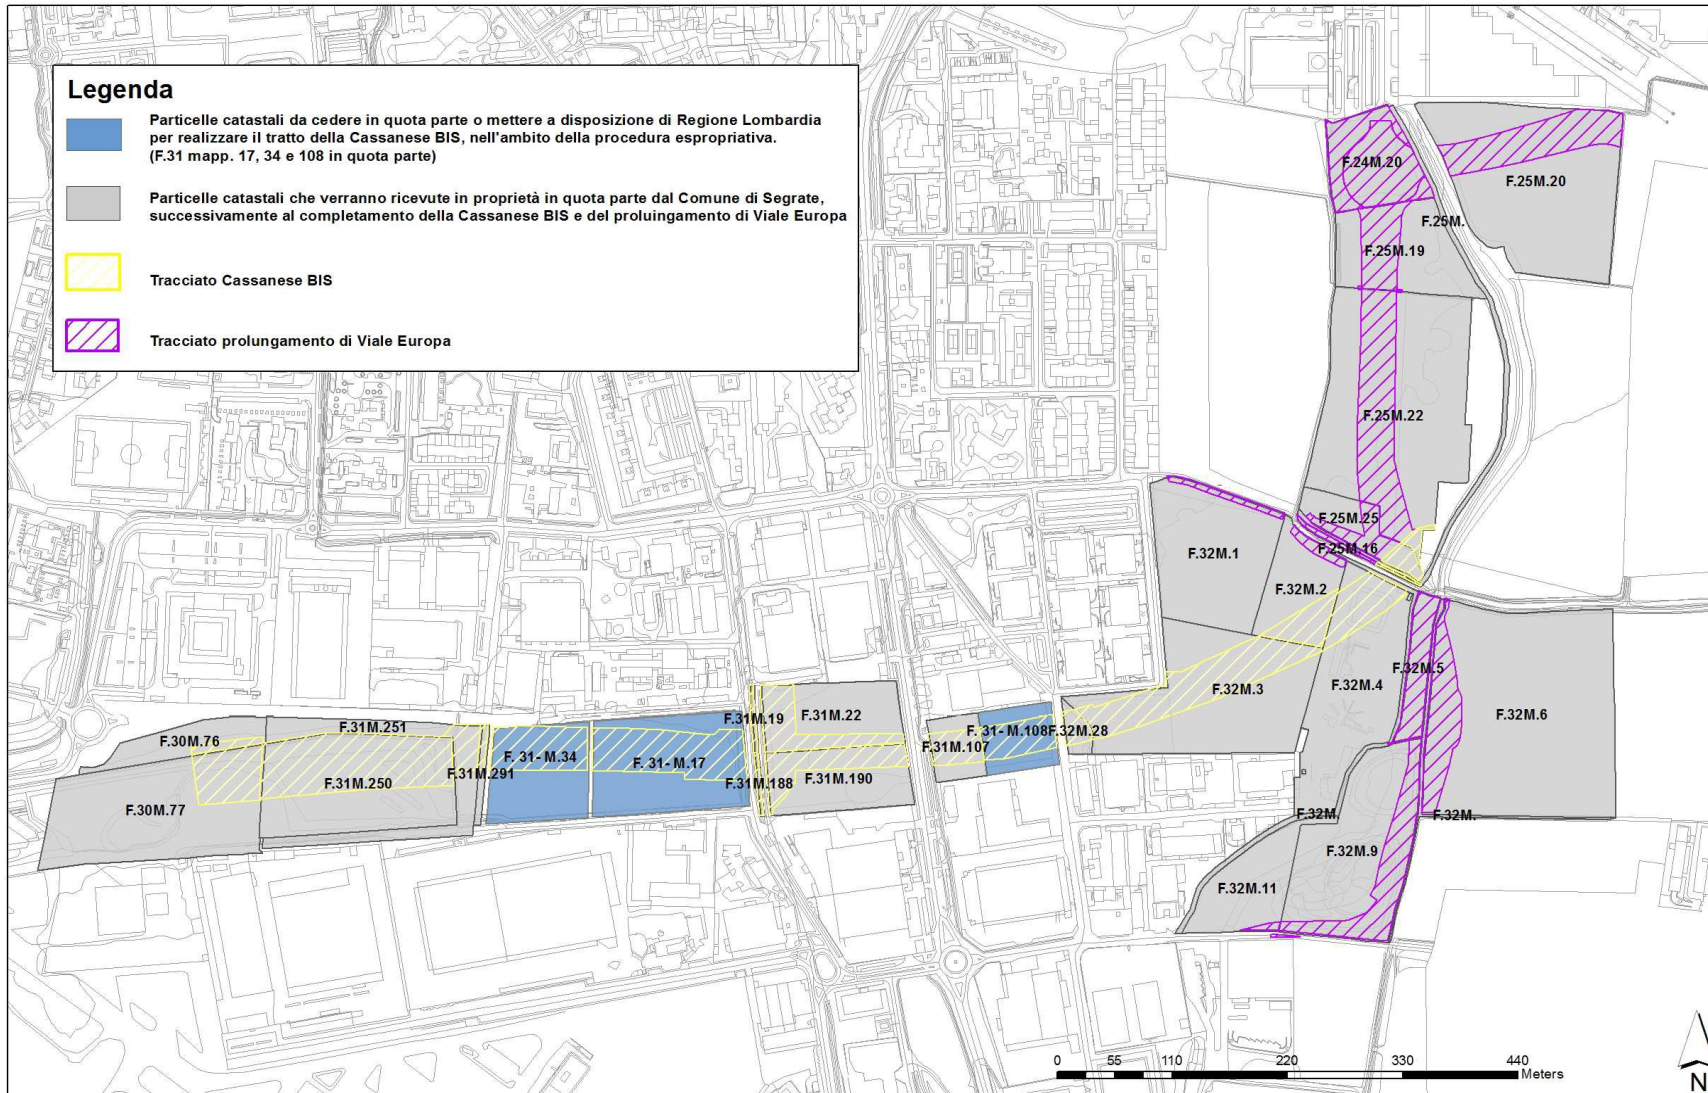 Legenda
Particelle catastali da cedere in quota parte o mettere a disposizione di Regione Lombardia
per realizzare il tratto della Cassanese BIS, nell'ambito della procedura espropriativa.
(F.31 mapp. 17, 34 e 108 in quota parte)
Particelle catastali che verranno ricevute in proprietà in quota parte dal Comune di Segrate,
successivamente al completamento della Cassanese BIS e del proluingamento di Viale Europa
Tracciato Cassanese BIS
Tracciato prolungamento di Viale Europa
F.24M.20
F.25M.20
F.25M.
F.25M.19
F.25M.22
F.25M.25
F.25M.16
F.32M.1
F.32M.2
F.32M.5
F.32M.4
F.32M.3
F.32M.6
F.31M.19
F.31M.22
F.31M.251
F.30M.76
F.31M.107
F. 31- M.108
F.32M.28
F. 31- M.34
F. 31- M.17
F.31M.291
F.31M.250
F.31M.188
F.31M.190
F.30M.77
F.32M.
F.32M.
F.32M.9
F.32M.11
0 55 110 220 330 440
Meters
N